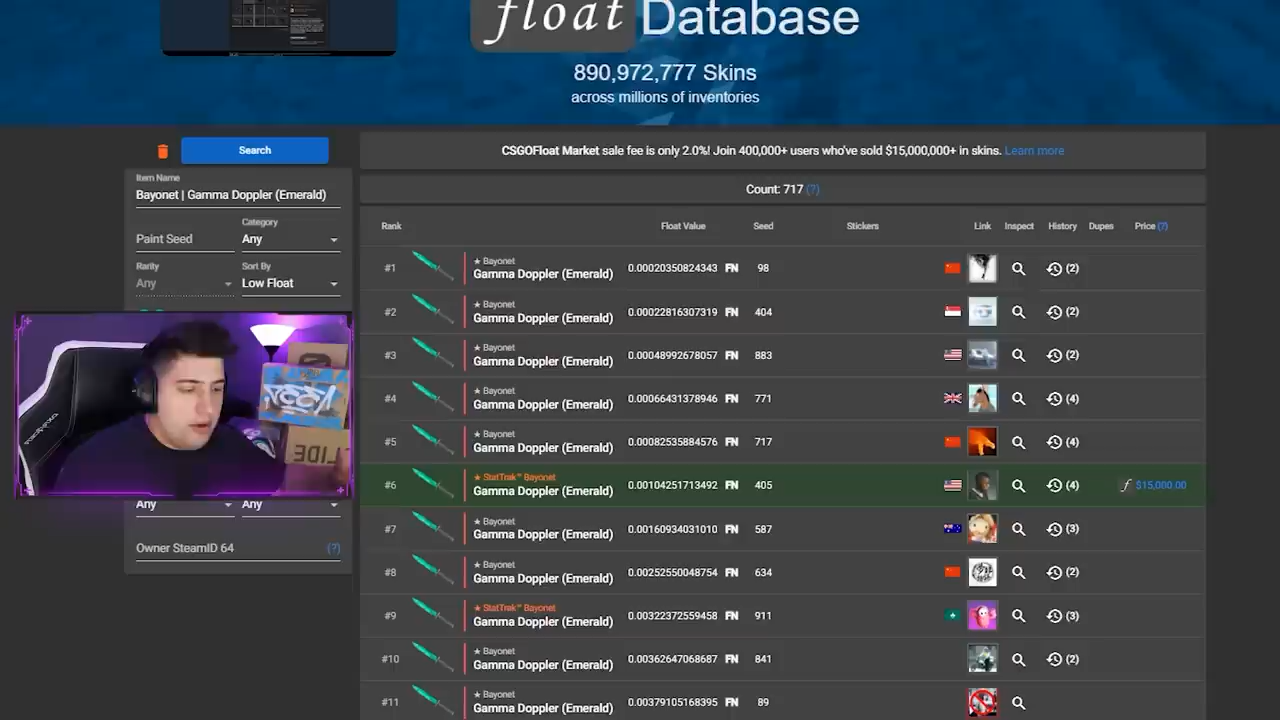 float Database
890,972,777 Skins
across millions of inventories
Search
CSGOFloat Market sale fee is only 2.0%! Join 400,000+ users who've sold $15,000,000+ in skins. Learn more
Item Name
Bayonet | Gamma Doppler (Emerald)
Count: 717 (?)
Category
Paint Seed Any
Rarity Sort By
Any Low Float
Any Any
Owner SteamID 64 (?)
Rank Float Value Seed Stickers Link Inspect History Dupes Price (?)
#1 ★ Bayonet
Gamma Doppler (Emerald) 0.00020350824343 FN 98 (2)
#2 ★ Bayonet
Gamma Doppler (Emerald) 0.00022816307319 FN 404 (2)
#3 ★ Bayonet
Gamma Doppler (Emerald) 0.00048992678057 FN 883 (2)
#4 ★ Bayonet
Gamma Doppler (Emerald) 0.00066431378946 FN 771 (4)
#5 ★ Bayonet
Gamma Doppler (Emerald) 0.00082535884576 FN 717 (4)
#6 ★ StatTrak™ Bayonet
Gamma Doppler (Emerald) 0.00104251713492 FN 405 (4) f $15,000.00
#7 ★ Bayonet
Gamma Doppler (Emerald) 0.00160934031010 FN 587 (3)
#8 ★ Bayonet
Gamma Doppler (Emerald) 0.00252550048754 FN 634 (2)
#9 ★ StatTrak™ Bayonet
Gamma Doppler (Emerald) 0.00322372559458 FN 911 (3)
#10 ★ Bayonet
Gamma Doppler (Emerald) 0.00362647068687 FN 841 (2)
#11 ★ Bayonet
Gamma Doppler (Emerald) 0.00379105168395 FN 89